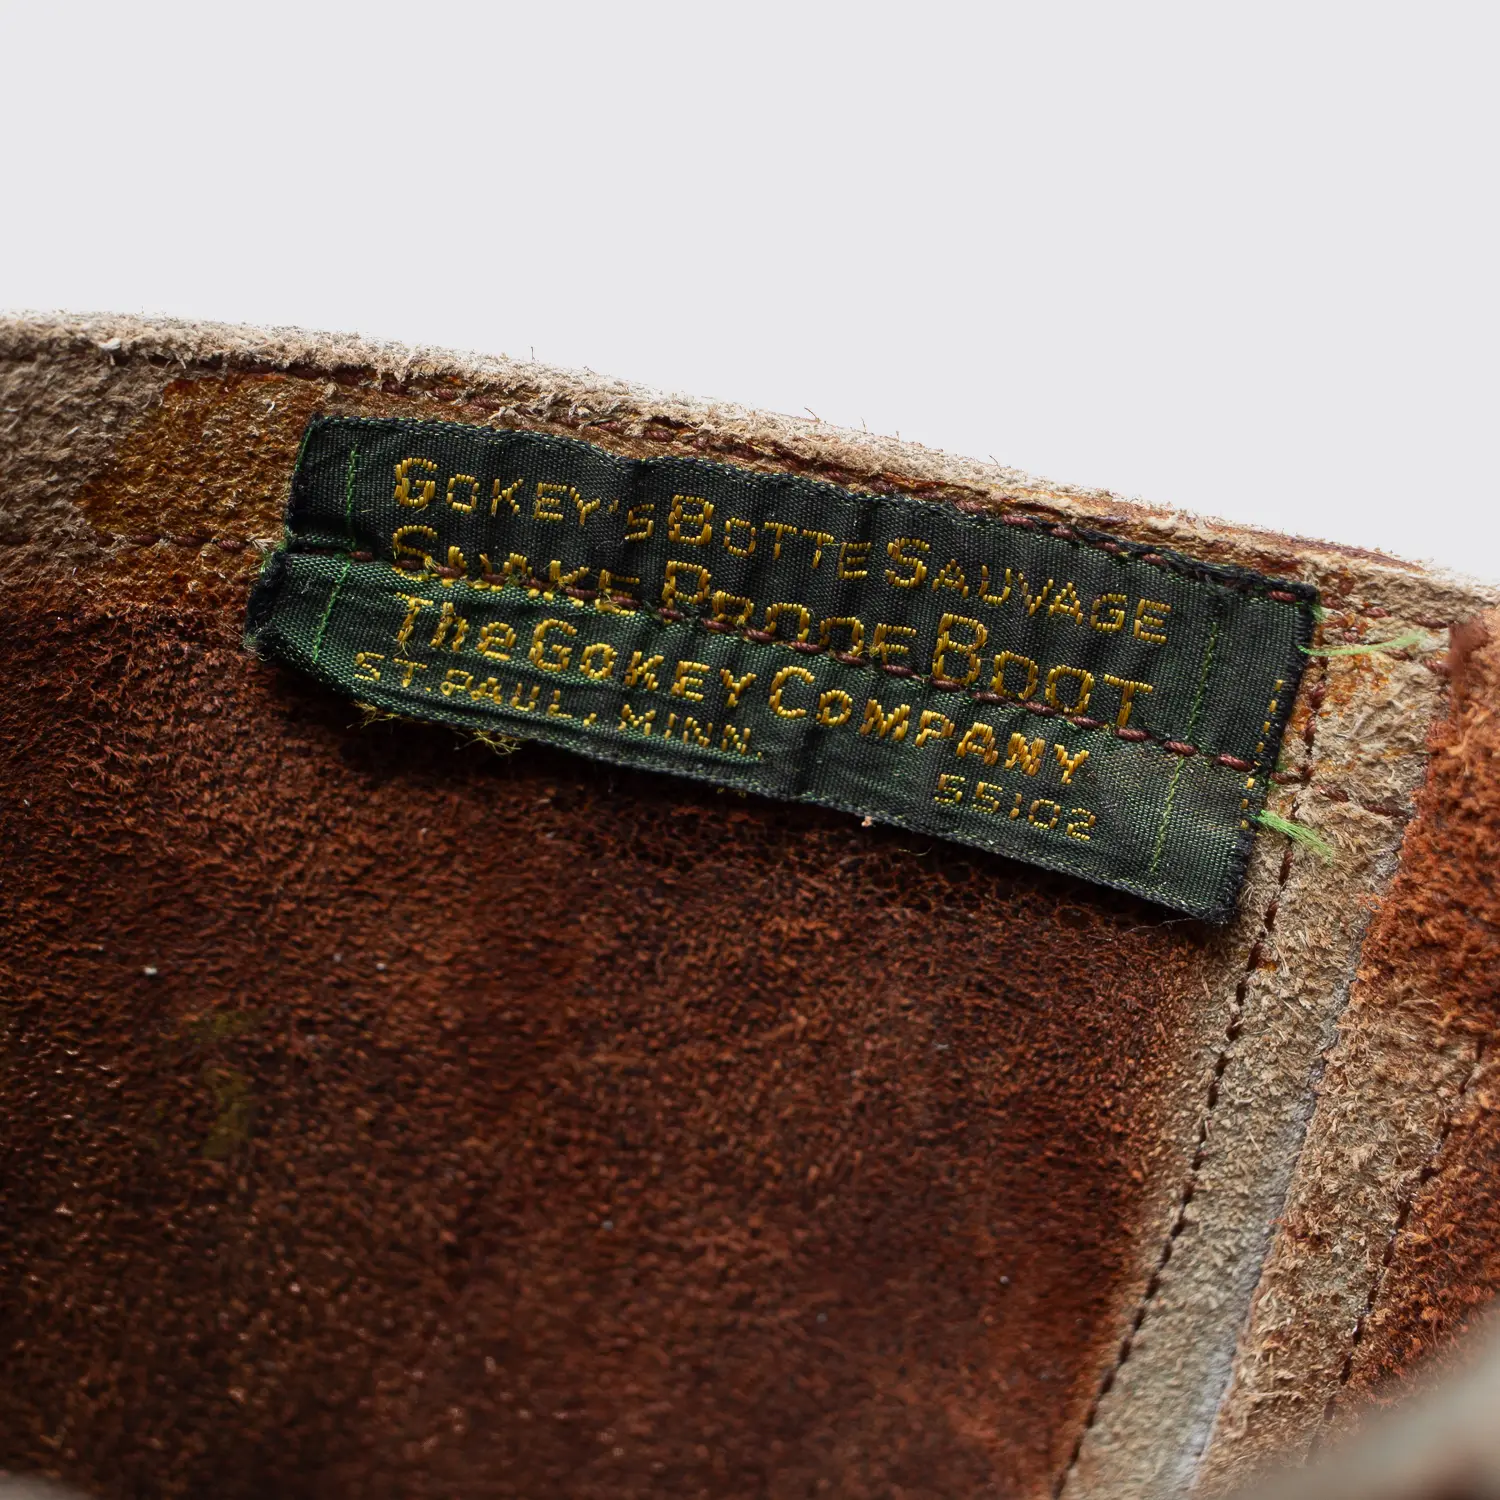 GOKEY'S BOTTE SAUVAGE
SNAKE PROOF BOOT
The GOKEY COMPANY
ST. PAUL, MINN. 55102